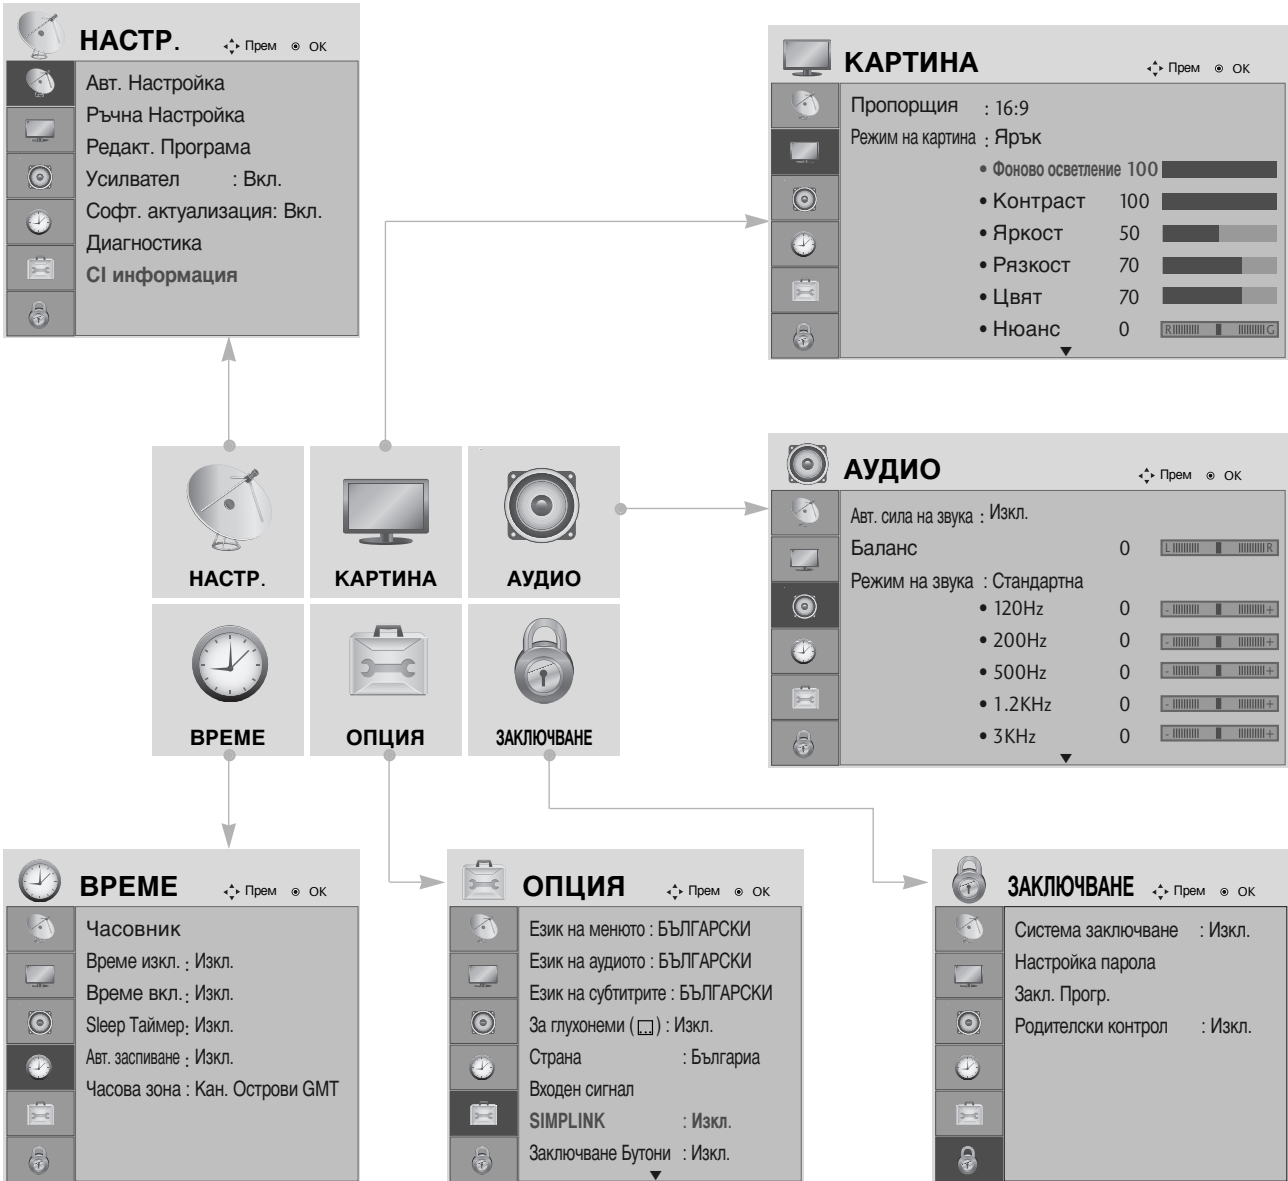 НАСТР. Прем OK
Авт. Настройка
Ръчна Настройка
Редакт. Програма
Усилвател : Вкл.
Софт. актуализация: Вкл.
Диагностика
CI информация
КАРТИНА Прем OK
Пропорщия : 16:9
Режим на картина : Ярък
• Фоново осветление 100
• Контраст 100
• Яркост 50
• Рязкост 70
• Цвят 70
• Нюанс 0 R G
НАСТР.
КАРТИНА
АУДИО
ВРЕМЕ
ОПЦИЯ
ЗАКЛЮЧВАНЕ
АУДИО Прем OK
Авт. сила на звука : Изкл.
Баланс 0 L R
Режим на звука : Стандартна
• 120Hz 0 - +
• 200Hz 0 - +
• 500Hz 0 - +
• 1.2KHz 0 - +
• 3KHz 0 - +
ВРЕМЕ Прем OK
Часовник
Време изкл. : Изкл.
Време вкл. : Изкл.
Sleep Таймер : Изкл.
Авт. заспиване : Изкл.
Часова зона : Кан. Острови GMT
ОПЦИЯ Прем OK
Език на менюто : БЪЛГАРСКИ
Език на аудиото : БЪЛГАРСКИ
Език на субтитрите : БЪЛГАРСКИ
За глухонеми ( ) : Изкл.
Страна : Българиа
Входен сигнал
SIMPLINK : Изкл.
Заключване Бутони : Изкл.
ЗАКЛЮЧВАНЕ Прем OK
Система заключване : Изкл.
Настройка парола
Закл. Прогр.
Родителски контрол : Изкл.